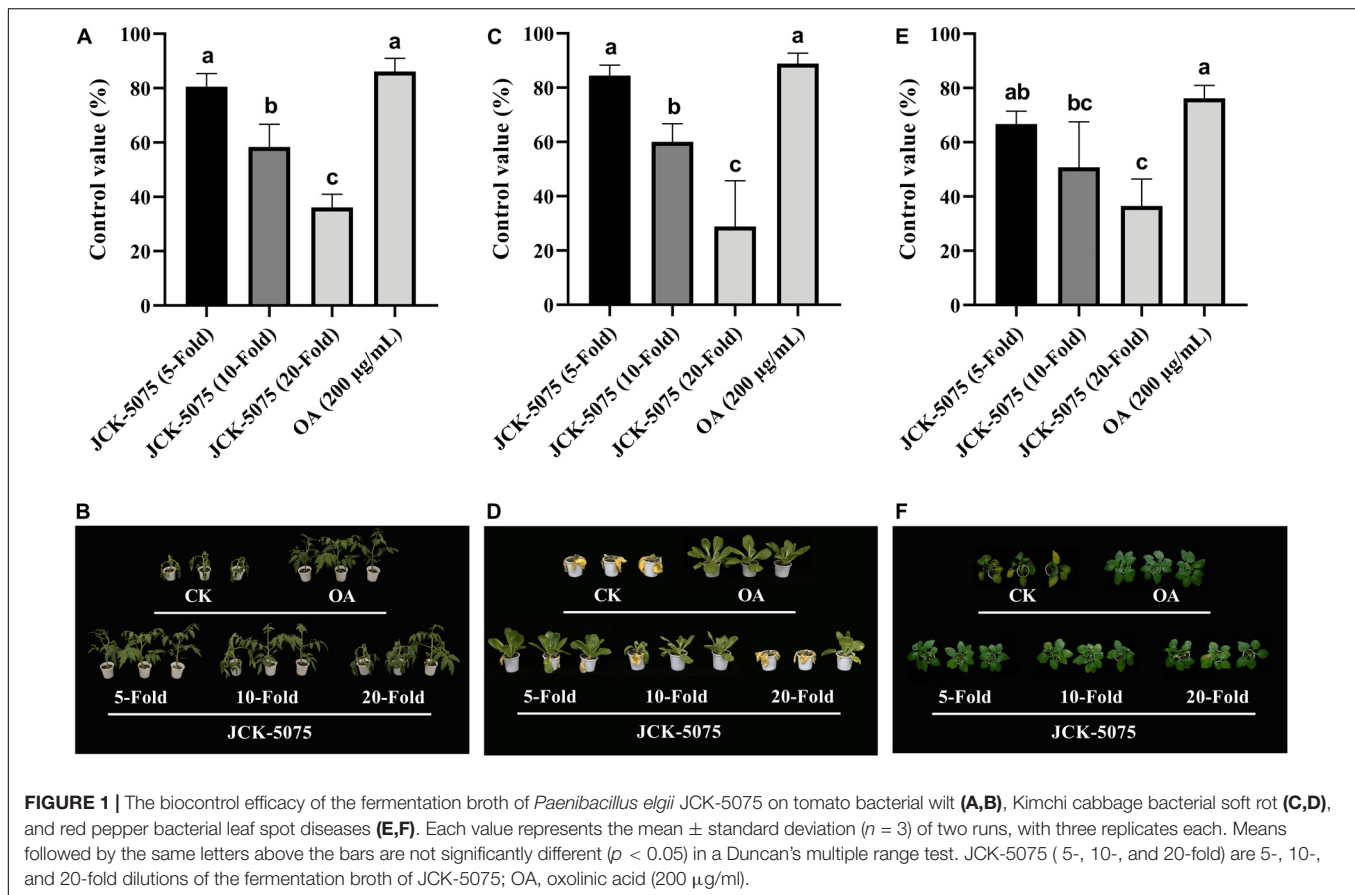 A
Control value (%)
100
80
60
40
20
0
a
b
c
a
JCK-5075 (5-Fold)
JCK-5075 (10-Fold)
JCK-5075 (20-Fold)
OA (200 µg/mL)
C
Control value (%)
100
80
60
40
20
0
a
b
c
a
JCK-5075 (5-Fold)
JCK-5075 (10-Fold)
JCK-5075 (20-Fold)
OA (200 µg/mL)
E
Control value (%)
100
80
60
40
20
0
ab
bc
c
a
JCK-5075 (5-Fold)
JCK-5075 (10-Fold)
JCK-5075 (20-Fold)
OA (200 µg/mL)
B
CK OA
5-Fold 10-Fold 20-Fold
JCK-5075
D
CK OA
5-Fold 10-Fold 20-Fold
JCK-5075
F
CK OA
5-Fold 10-Fold 20-Fold
JCK-5075
FIGURE 1 | The biocontrol efficacy of the fermentation broth of Paenibacillus elgii JCK-5075 on tomato bacterial wilt (A,B), Kimchi cabbage bacterial soft rot (C,D),
and red pepper bacterial leaf spot diseases (E,F). Each value represents the mean ± standard deviation (n = 3) of two runs, with three replicates each. Means
followed by the same letters above the bars are not significantly different (p < 0.05) in a Duncan's multiple range test. JCK-5075 ( 5-, 10-, and 20-fold) are 5-, 10-,
and 20-fold dilutions of the fermentation broth of JCK-5075; OA, oxolinic acid (200 µg/ml).